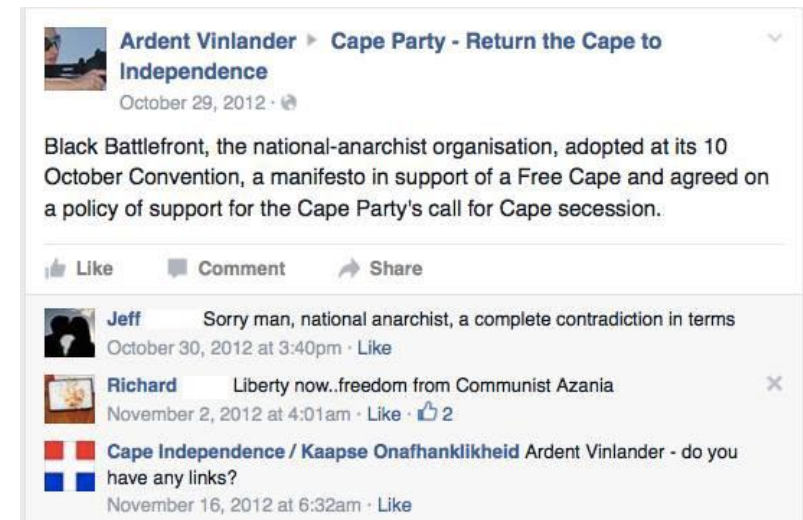 Ardent Vinlander ▸ Cape Party - Return the Cape to
Independence
October 29, 2012 ·
Black Battlefront, the national-anarchist organisation, adopted at its 10
October Convention, a manifesto in support of a Free Cape and agreed on
a policy of support for the Cape Party's call for Cape secession.
Like Comment Share
Jeff Sorry man, national anarchist, a complete contradiction in terms
October 30, 2012 at 3:40pm · Like
Richard Liberty now..freedom from Communist Azania
November 2, 2012 at 4:01am · Like · 2
Cape Independence / Kaapse Onafhanklikheid Ardent Vinlander - do you
have any links?
November 16, 2012 at 6:32am · Like